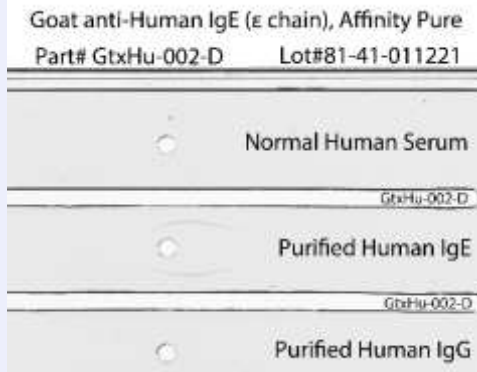 Goat anti-Human IgE (ε chain), Affinity Pure
Part# GtxHu-002-D Lot#81-41-011221
Normal Human Serum
GtxHu-002-D
Purified Human IgE
GtxHu-002-D
Purified Human IgG